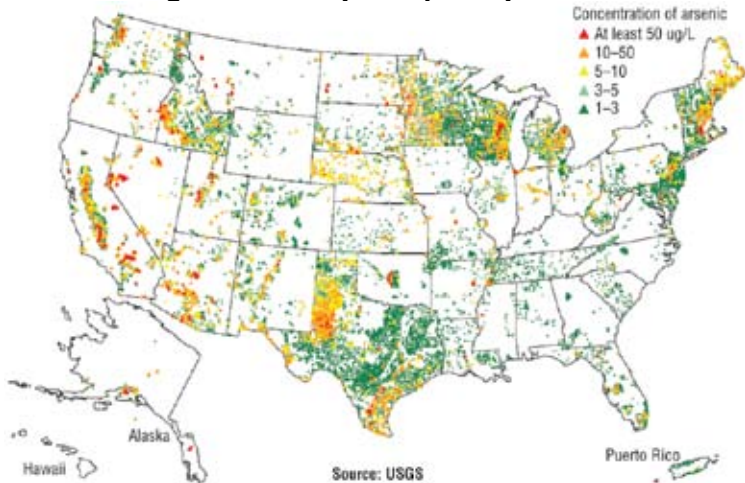 Concentration of arsenic
At least 50 ug/L
10–50
5–10
3–5
1–3
Alaska
Hawaii
Puerto Rico
Source: USGS